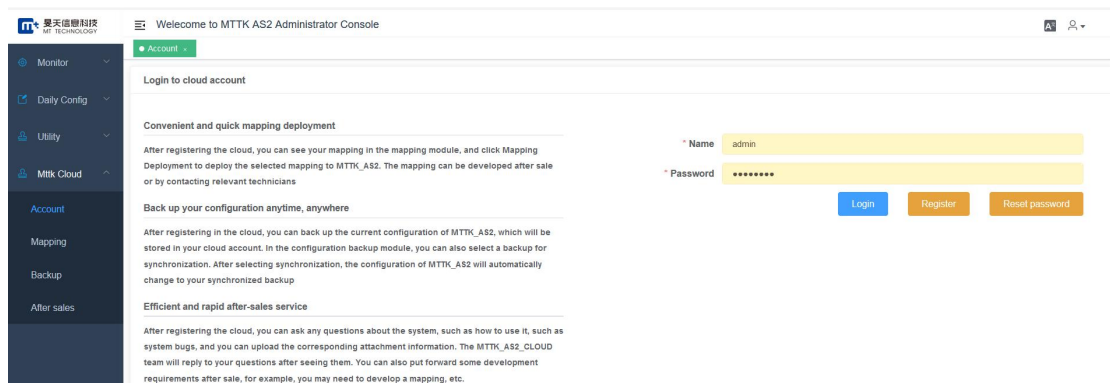 旻天信息科技
MT TECHNOLOGY
Welecome to MTTK AS2 Administrator Console
Account
Monitor
Daily Config
Utility
Mttk Cloud
Account
Mapping
Backup
After sales
Login to cloud account
Convenient and quick mapping deployment
After registering the cloud, you can see your mapping in the mapping module, and click Mapping
Deployment to deploy the selected mapping to MTTK_AS2. The mapping can be developed after sale
or by contacting relevant technicians
Back up your configuration anytime, anywhere
After registering in the cloud, you can back up the current configuration of MTTK_AS2, which will be
stored in your cloud account. In the configuration backup module, you can also select a backup for
synchronization. After selecting synchronization, the configuration of MTTK_AS2 will automatically
change to your synchronized backup
Efficient and rapid after-sales service
After registering the cloud, you can ask any questions about the system, such as how to use it, such as
system bugs, and you can upload the corresponding attachment information. The MTTK_AS2_CLOUD
team will reply to your questions after seeing them. You can also put forward some development
requirements after sale, for example, you may need to develop a mapping, etc.
* Name admin
* Password ••••••••
Login Register Reset password